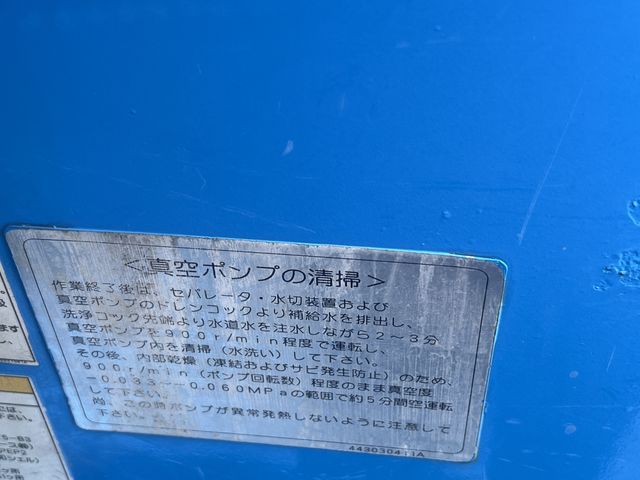 ＜真空ポンプの清掃＞
作業終了後は、セパレータ・水切装置および
真空ポンプのドレンコックより補給水を排出し、
洗浄コック先端より水道水を注水しながら2～3分
真空ポンプを900r/min程度で運転し、
真空ポンプ内を清掃(水洗い)して下さい。
その後、内部乾燥(凍結およびサビ発生防止)のため、
900r/min(ポンプ回転数)程度のまま真空度
-0.033～-0.060MPaの範囲で約5分間空運転
して下さい。
尚、この時ポンプが異常発熱しないように注意して
下さい。